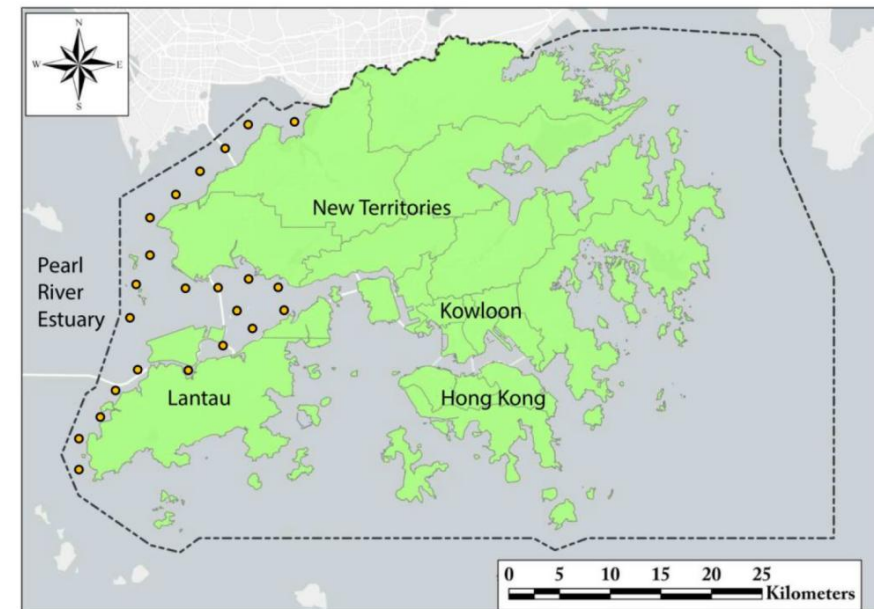 N
W E
S
New Territories
Pearl
River
Estuary
Kowloon
Lantau
Hong Kong
0 5 10 15 20 25
Kilometers